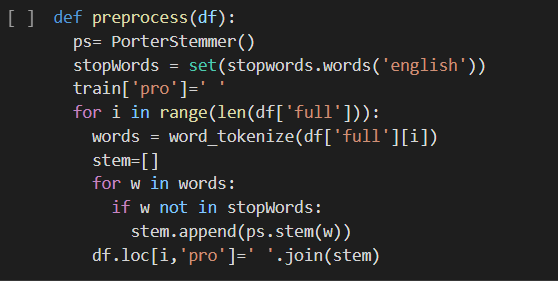 [ ] def preprocess(df):
ps= PorterStemmer()
stopWords = set(stopwords.words('english'))
train['pro']=' '
for i in range(len(df['full'])):
words = word_tokenize(df['full'][i])
stem=[]
for w in words:
if w not in stopWords:
stem.append(ps.stem(w))
df.loc[i,'pro']=' '.join(stem)